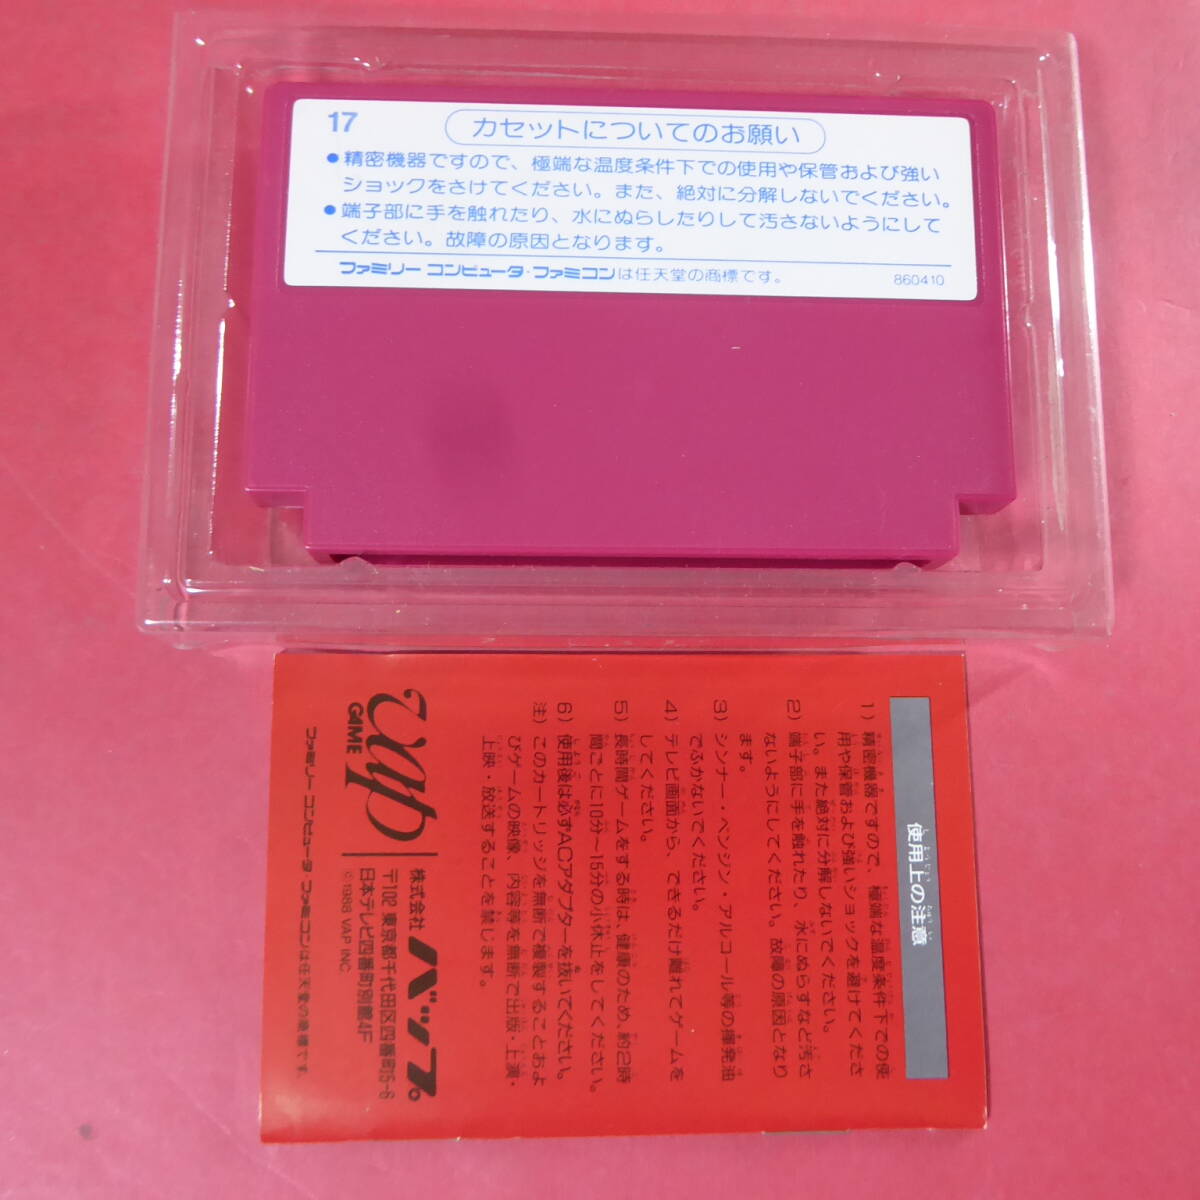 17
カセットについてのお願い
●精密機器ですので、極端な温度条件下での使用や保管および強い
ショックをさけてください。また、絶対に分解しないでください。
●端子部に手を触れたり、水にぬらしたりして汚さないようにして
ください。故障の原因となります。
ファミリー コンピュータ・ファミコンは任天堂の商標です。
860410
使用上の注意
1) 精密機器ですので、極端な温度条件下での使
用や保管および強いショックを避けてくださ
い。また絶対に分解しないでください。
2) 端子部に手を触れたり、水にぬらすなど汚さ
ないようにしてください。故障の原因となり
ます。
3) シンナー・ベンジン・アルコール等の揮発油
でふかないでください。
4) テレビ画面から、できるだけ離れてゲームを
してください。
5) 長時間ゲームをする時は、健康のため、約2時
間ごとに10分~15分の小休止をしてください。
6) 使用後は必ずACアダプターを抜いてください。
注) このカートリッジを無断で複製することおよ
びゲームの映像、内容等を無断で出版・上演・
上映・放送することを禁じます。
vap
GAME
株式会社 バップ
〒102 東京都千代田区四番町5-6
日本テレビ四番町別館4F
©1988 VAP INC.
ファミリー コンピュータ ファミコンは任天堂の商標です。